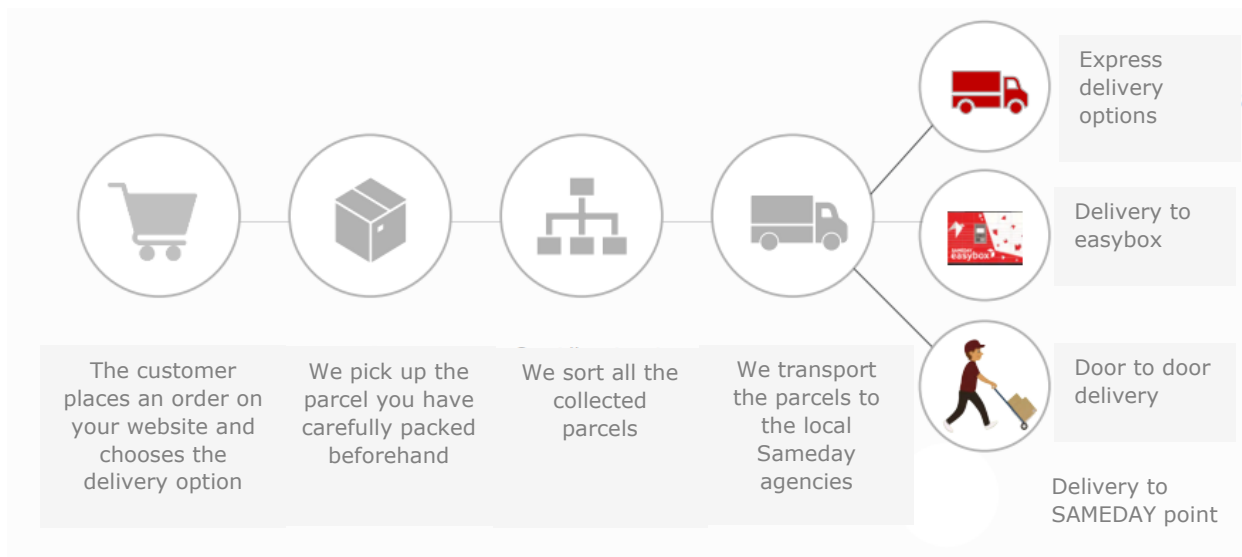 Express
delivery
options
Delivery to
easybox
SAMEDAY
easybox
The customer
places an order on
your website and
chooses the
delivery option
We pick up the
parcel you have
carefully packed
beforehand
We sort all the
collected
parcels
We transport
the parcels to
the local
Sameday
agencies
Door to door
delivery
Delivery to
SAMEDAY point